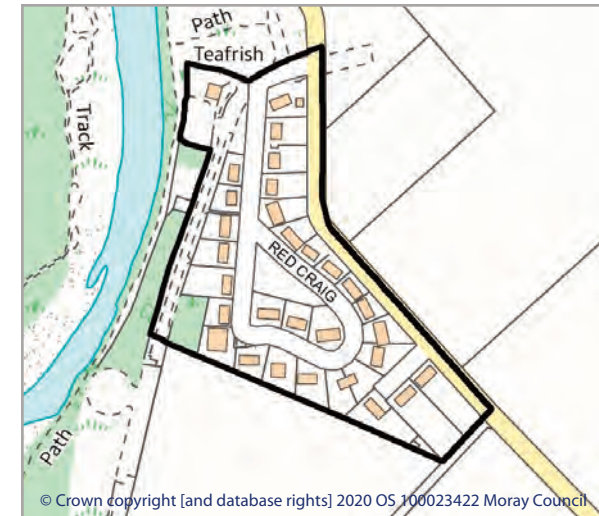 Path
Teafrish
Track
RED CRAIG
Path
© Crown copyright [and database rights] 2020 OS 100023422 Moray Council